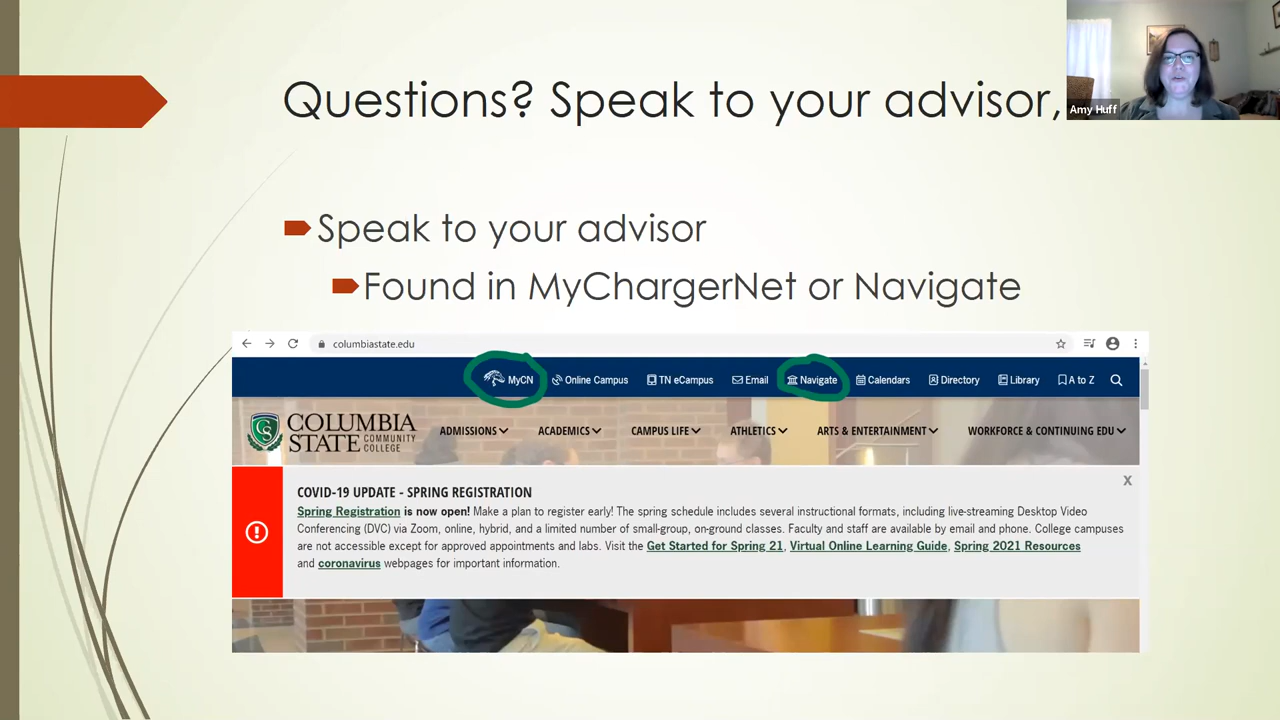 Questions? Speak to your advisor,
Amy Huff
Speak to your advisor
Found in MyChargerNet or Navigate
columbiastate.edu
MyCN Online Campus TN eCampus Email Navigate Calendars Directory Library A to Z
CS
COLUMBIA
STATE COMMUNITY COLLEGE
ADMISSIONS ACADEMICS CAMPUS LIFE ATHLETICS ARTS & ENTERTAINMENT WORKFORCE & CONTINUING EDU
COVID-19 UPDATE - SPRING REGISTRATION X
Spring Registration is now open! Make a plan to register early! The spring schedule includes several instructional formats, including live-streaming Desktop Video
Conferencing (DVC) via Zoom, online, hybrid, and a limited number of small-group, on-ground classes. Faculty and staff are available by email and phone. College campuses
are not accessible except for approved appointments and labs. Visit the Get Started for Spring 21, Virtual Online Learning Guide, Spring 2021 Resources
and coronavirus webpages for important information.